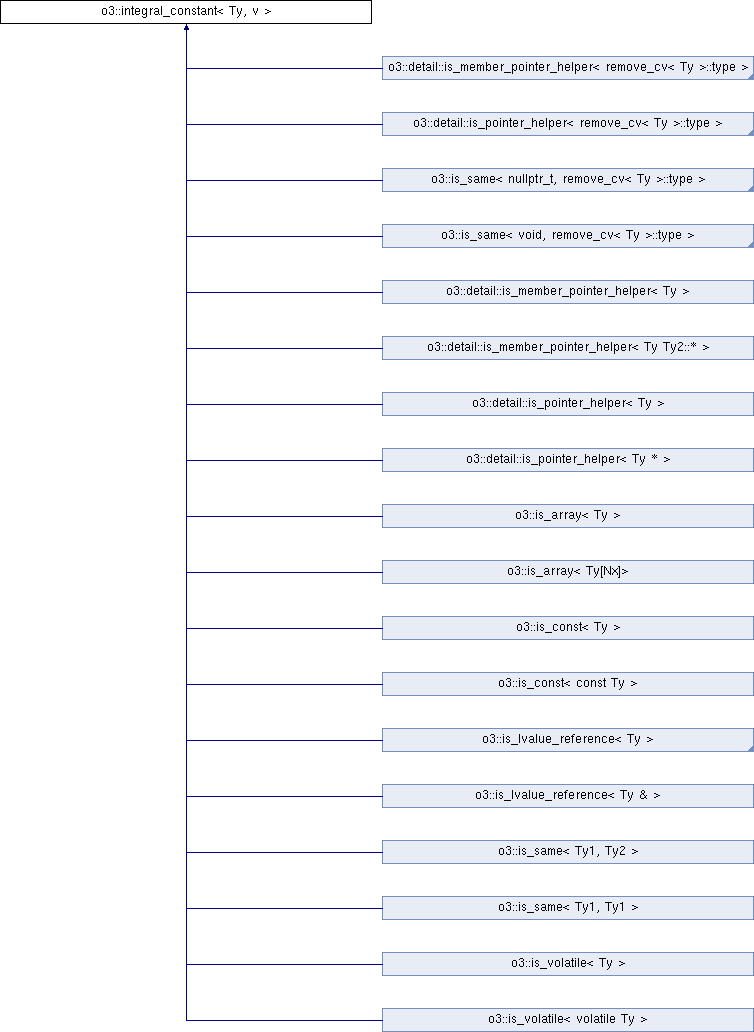 o3::integral_constant< Ty, v >
o3::detail::is_member_pointer_helper< remove_cv< Ty >::type >
o3::detail::is_pointer_helper< remove_cv< Ty >::type >
o3::is_same< nullptr_t, remove_cv< Ty >::type >
o3::is_same< void, remove_cv< Ty >::type >
o3::detail::is_member_pointer_helper< Ty >
o3::detail::is_member_pointer_helper< Ty Ty2::* >
o3::detail::is_pointer_helper< Ty >
o3::detail::is_pointer_helper< Ty * >
o3::is_array< Ty >
o3::is_array< Ty[Nx]>
o3::is_const< Ty >
o3::is_const< const Ty >
o3::is_lvalue_reference< Ty >
o3::is_lvalue_reference< Ty & >
o3::is_same< Ty1, Ty2 >
o3::is_same< Ty1, Ty1 >
o3::is_volatile< Ty >
o3::is_volatile< volatile Ty >